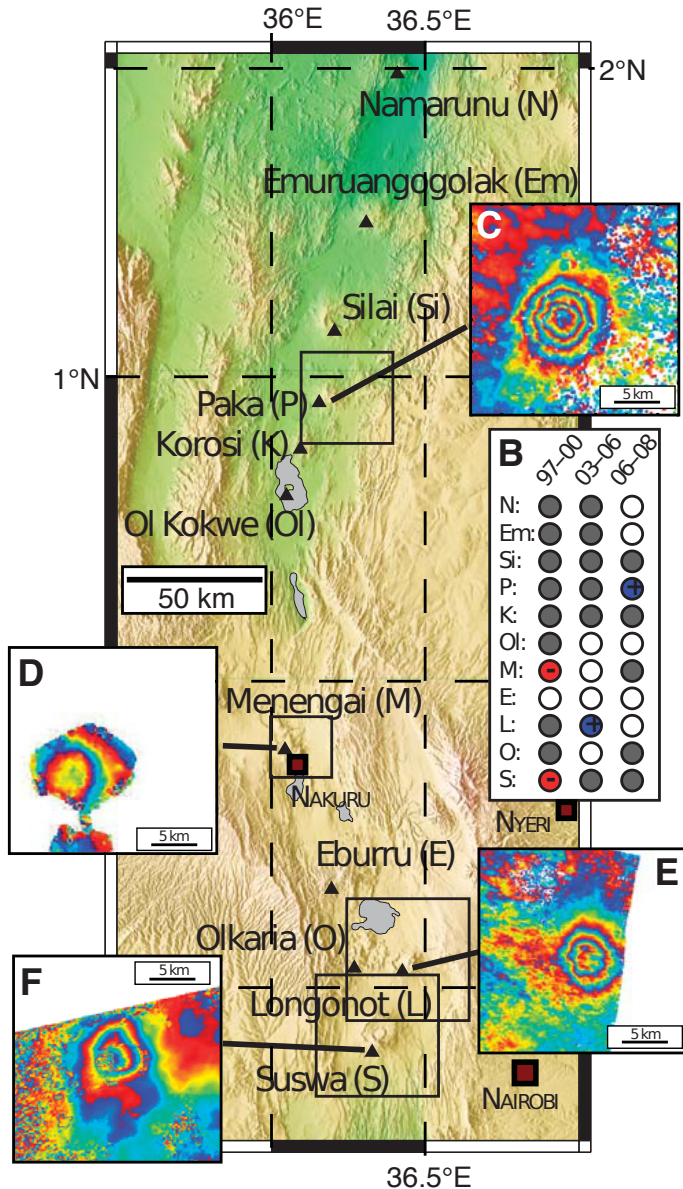 36°E
36.5°E
2°N
Namarunu (N)
Emuruangogolak (Em)
C
Silai (Si)
1°N
Paka (P)
5 km
Korosi (K)
B
97–00
03–06
06–08
Ol Kokwe (Ol)
50 km
N:
Em:
Si:
P: +
K:
Ol:
M: -
E:
L: +
O:
S: -
D
Menengai (M)
NAKURU
5 km
NYERI
Eburru (E)
E
Olkaria (O)
F
5 km
Longonot (L)
5 km
Suswa (S)
NAIROBI
36.5°E